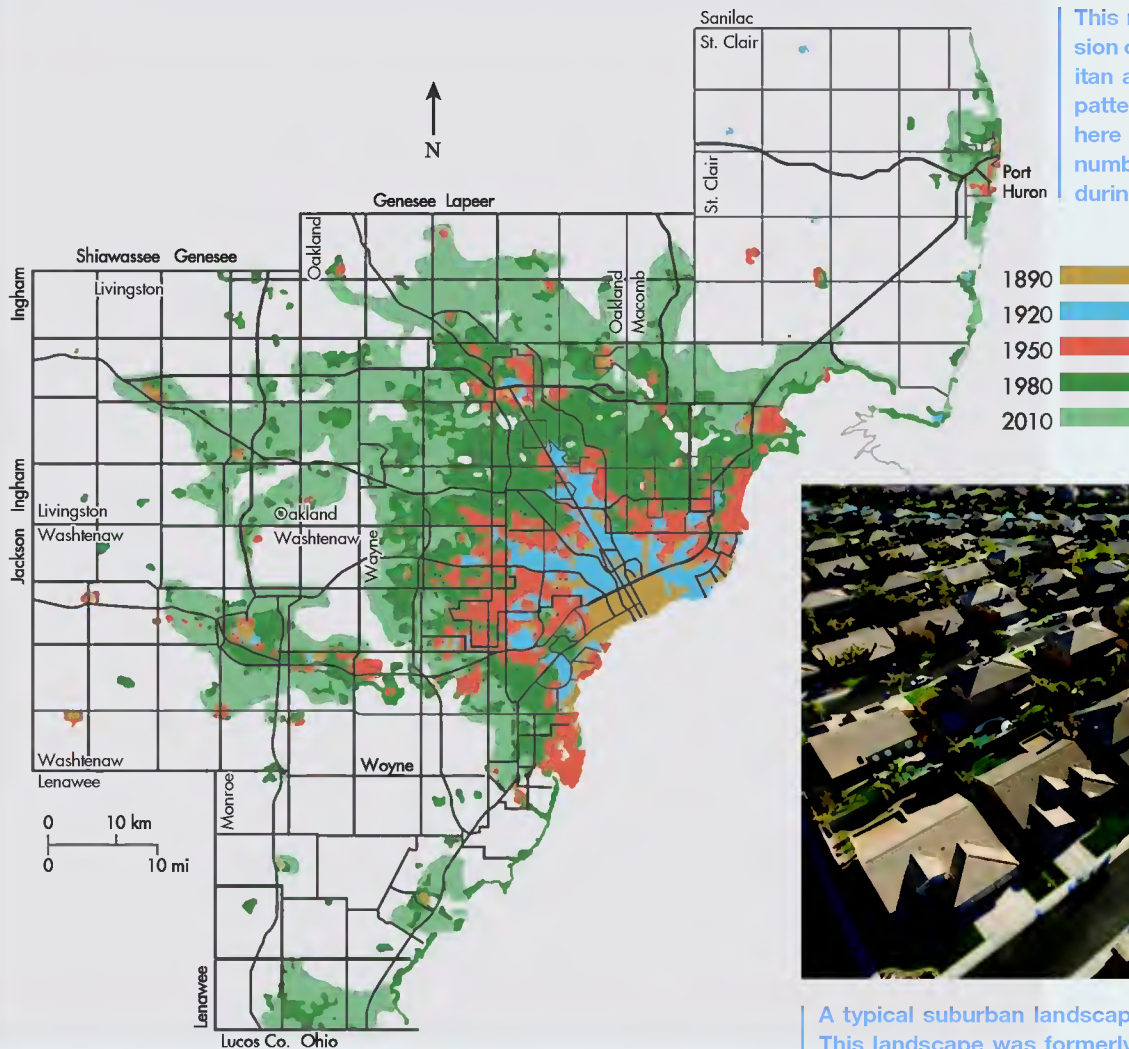 Sanilac
St. Clair
St. Clair
N
Port
Huron
Genesee Lapeer
Oakland
Oakland
Macomb
Shiawassee Genesee
Livingston
Ingham
Ingham
Jackson
Livingston
Washtenaw
Oakland
Washtenaw
Wayne
Washtenaw
Lenawee
Woyne
Monroe
0 10 km
0 10 mi
Lenawee
Lucos Co. Ohio
This
sion
itan
patte
here
numb
durin
1890
1920
1950
1980
2010
A typical suburban landscap
This landscape was formerly